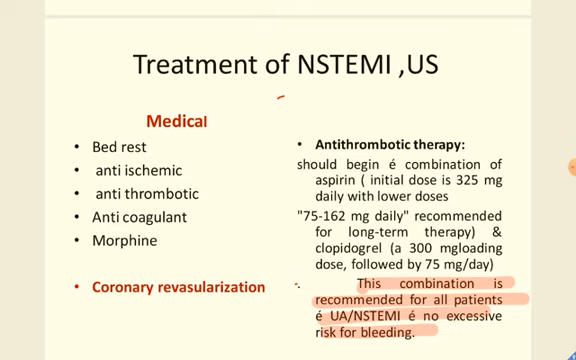 Treatment of NSTEMI ,US
Medical
• Bed rest
• anti ischemic
• anti thrombotic
• Anti coagulant
• Morphine
• Coronary revasularization
• Antithrombotic therapy:
should begin é combination of
aspirin ( initial dose is 325 mg
daily with lower doses
"75-162 mg daily" recommended
for long-term therapy) &
clopidogrel (a 300 mgloading
dose, followed by 75 mg/day)
This combination is
recommended for all patients
é UA/NSTEMI é no excessive
risk for bleeding.